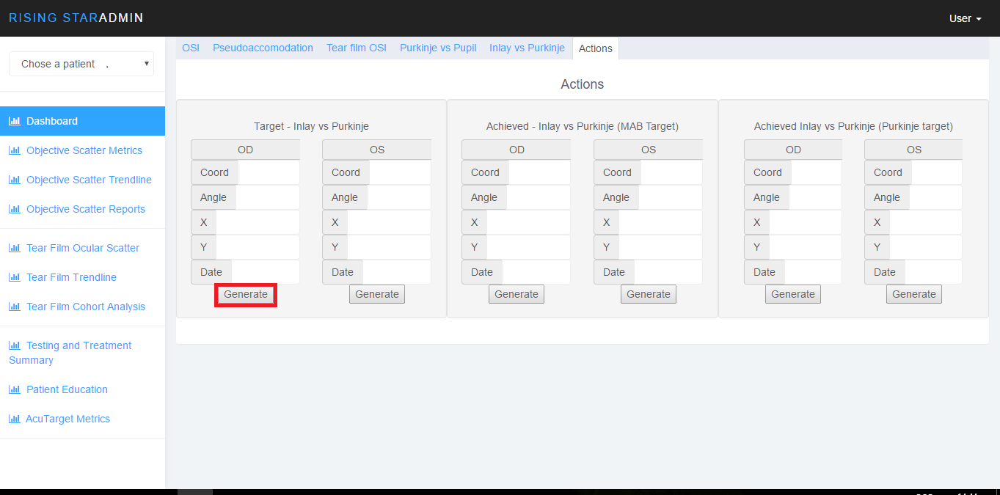 RISING STARADMIN
User
Chose a patient .
Dashboard
Objective Scatter Metrics
Objective Scatter Trendline
Objective Scatter Reports
Tear Film Ocular Scatter
Tear Film Trendline
Tear Film Cohort Analysis
Testing and Treatment
Summary
Patient Education
AcuTarget Metrics
OSI Pseudoaccomodation Tear film OSI Purkinje vs Pupil Inlay vs Purkinje Actions
Actions
Target - Inlay vs Purkinje
OD OS
Coord Coord
Angle Angle
X X
Y Y
Date Date
Generate Generate
Achieved - Inlay vs Purkinje (MAB Target)
OD OS
Coord Coord
Angle Angle
X X
Y Y
Date Date
Generate Generate
Achieved Inlay vs Purkinje (Purkinje target)
OD OS
Coord Coord
Angle Angle
X X
Y Y
Date Date
Generate Generate